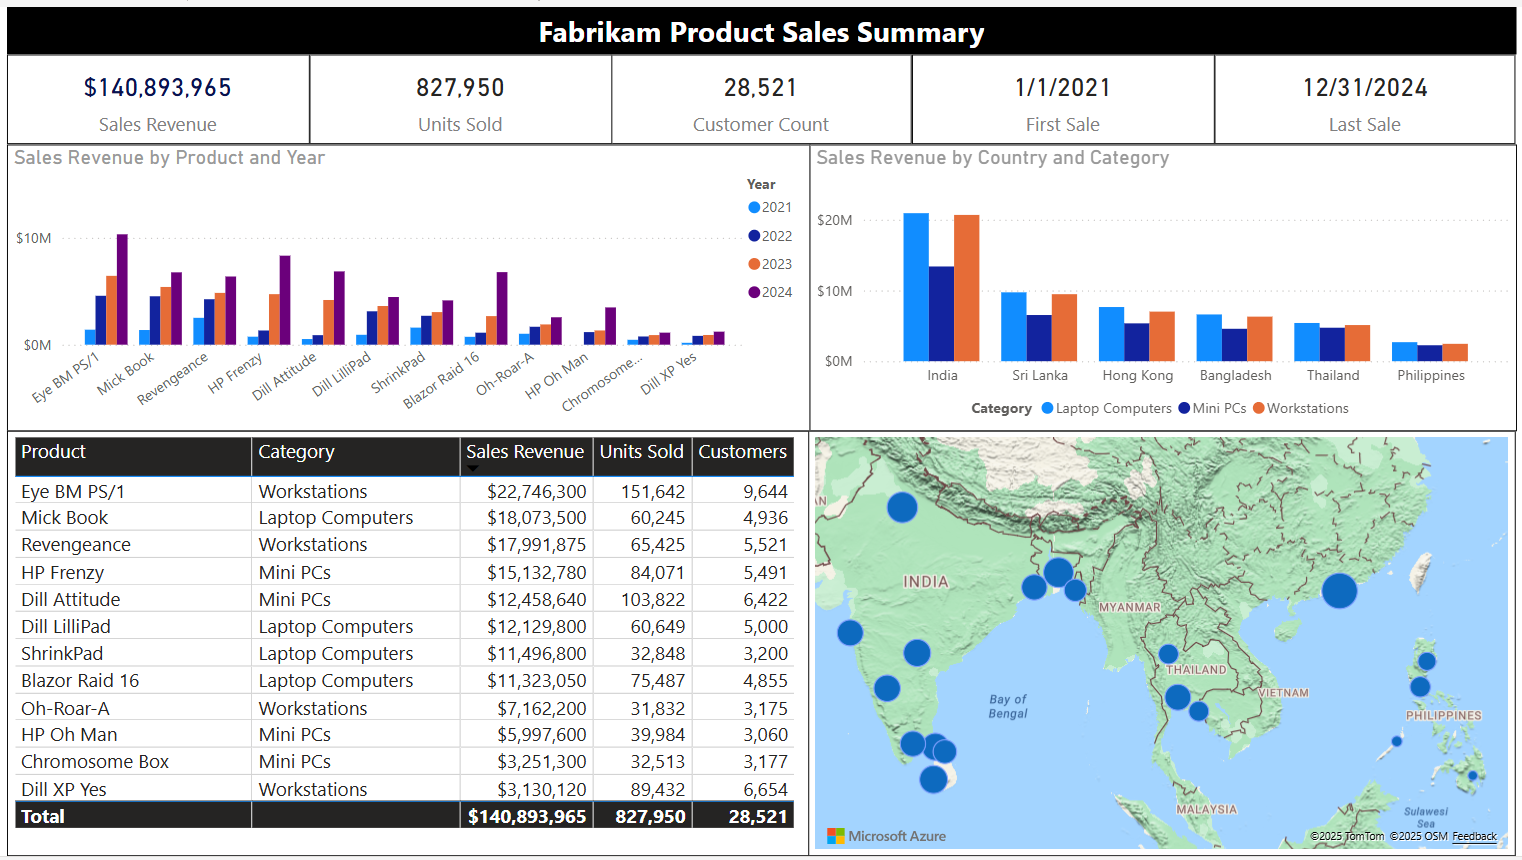 Fabrikam Product Sales Summary
$140,893,965
Sales Revenue
827,950
Units Sold
28,521
Customer Count
1/1/2021
First Sale
12/31/2024
Last Sale
Sales Revenue by Product and Year
$10M
$0M
Eye BM PS/1
Mick Book
Revengeance
HP Frenzy
Dill Attitude
Dill LilliPad
ShrinkPad
Blazor Raid 16
Oh-Roar-A
HP Oh Man
Chromosome...
Dill XP Yes
Year
2021
2022
2023
2024
Sales Revenue by Country and Category
$20M
$10M
$0M
India
Sri Lanka
Hong Kong
Bangladesh
Thailand
Philippines
Category Laptop Computers Mini PCs Workstations
Product Category Sales Revenue Units Sold Customers
Eye BM PS/1 Workstations $22,746,300 151,642 9,644
Mick Book Laptop Computers $18,073,500 60,245 4,936
Revengeance Workstations $17,991,875 65,425 5,521
HP Frenzy Mini PCs $15,132,780 84,071 5,491
Dill Attitude Mini PCs $12,458,640 103,822 6,422
Dill LilliPad Laptop Computers $12,129,800 60,649 5,000
ShrinkPad Laptop Computers $11,496,800 32,848 3,200
Blazor Raid 16 Laptop Computers $11,323,050 75,487 4,855
Oh-Roar-A Workstations $7,162,200 31,832 3,175
HP Oh Man Mini PCs $5,997,600 39,984 3,060
Chromosome Box Mini PCs $3,251,300 32,513 3,177
Dill XP Yes Workstations $3,130,120 89,432 6,654
Total $140,893,965 827,950 28,521
AN
INDIA
MYANMAR
THAILAND
VIETNAM
Bay of
Bengal
PHILIPPINES
MALAYSIA
Sulawesi
Sea
Microsoft Azure
©2025 TomTom ©2025 OSM Feedback